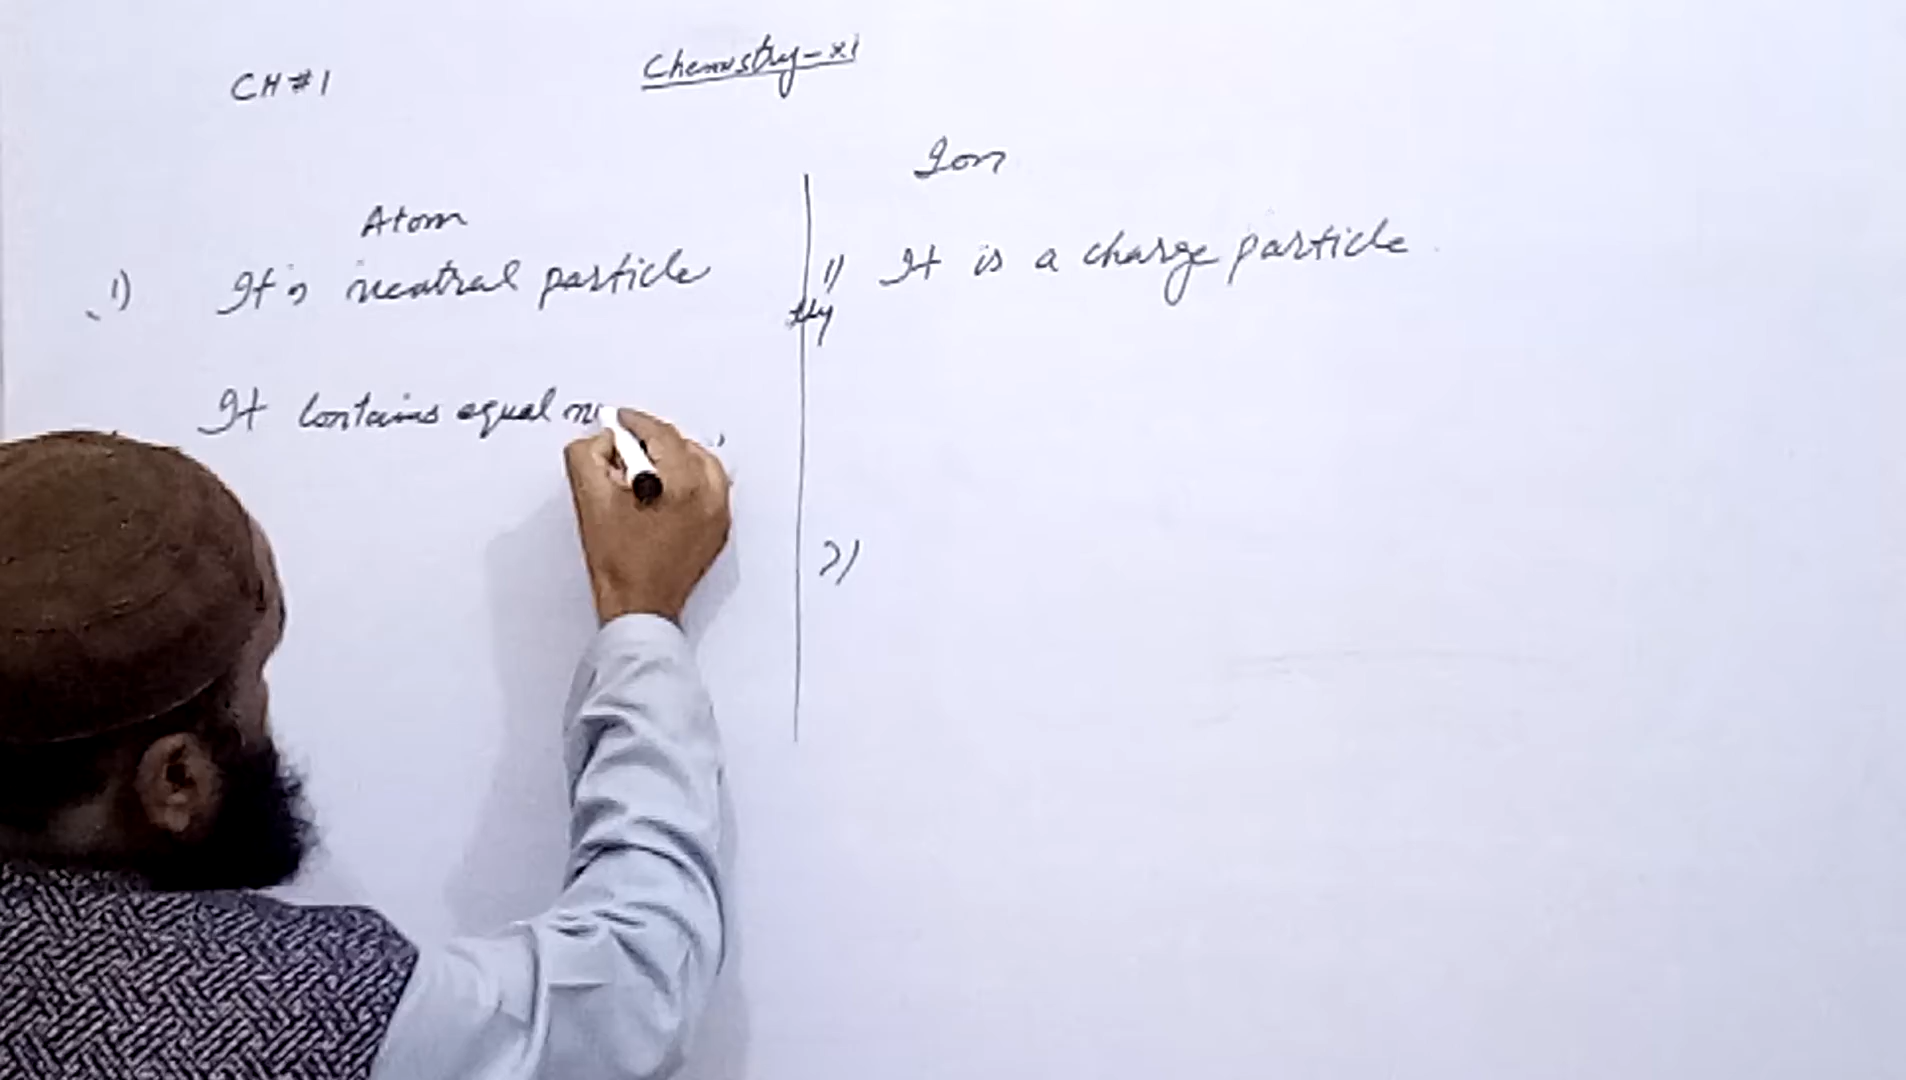 CH#1
Chemistry-XI
Atom
1) It is neutral particle
It contains equal n
Ion
1) It is a charge particle.
2)